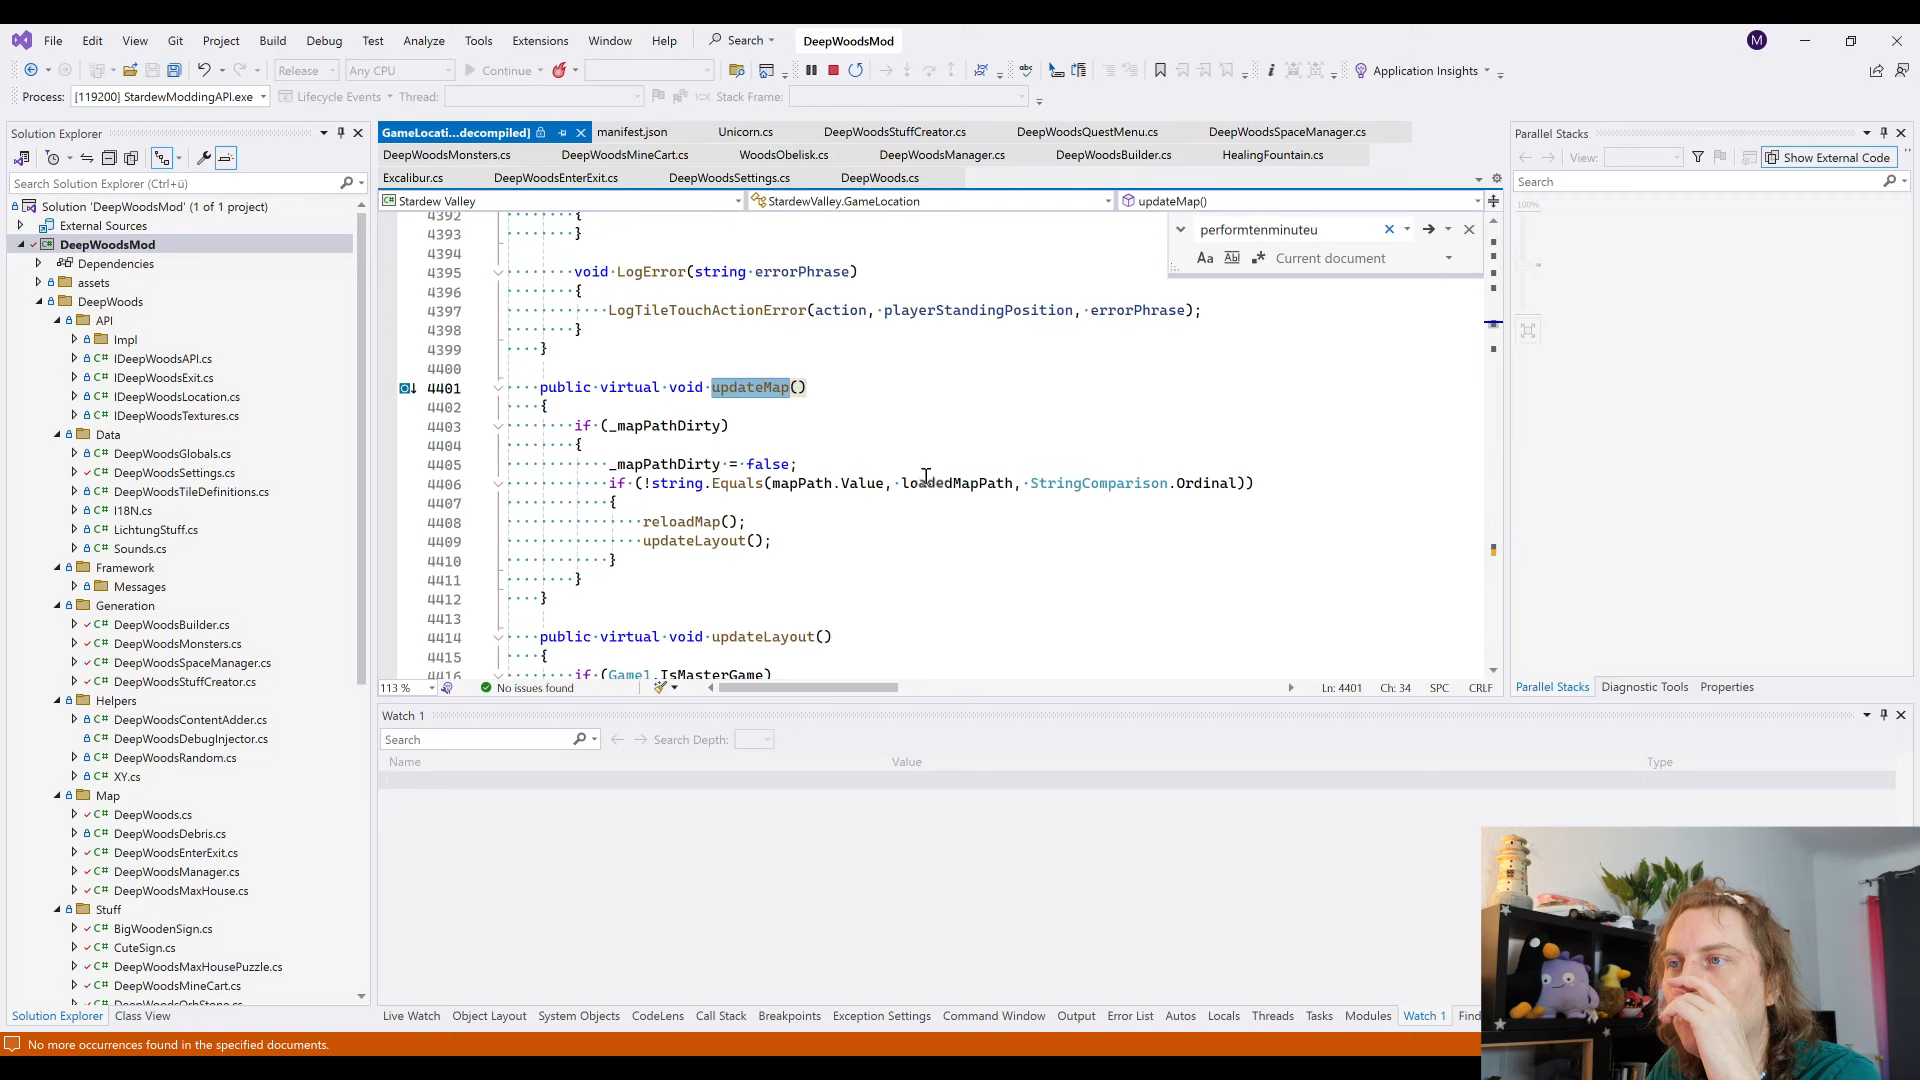 File Edit View Git Project Build Debug Test Analyze Tools Extensions Window Help Search DeepWoodsMod M
Release Any CPU Continue Application Insights
Process: [119200] StardewModdingAPI.exe Lifecycle Events Thread: Stack Frame:
Solution Explorer
Search Solution Explorer (Ctrl+ü)
Solution 'DeepWoodsMod' (1 of 1 project)
External Sources
DeepWoodsMod
Dependencies
assets
DeepWoods
API
Impl
IDeepWoodsAPI.cs
IDeepWoodsExit.cs
IDeepWoodsLocation.cs
IDeepWoodsTextures.cs
Data
DeepWoodsGlobals.cs
DeepWoodsSettings.cs
DeepWoodsTileDefinitions.cs
I18N.cs
LichtungStuff.cs
Sounds.cs
Framework
Messages
Generation
DeepWoodsBuilder.cs
DeepWoodsMonsters.cs
DeepWoodsSpaceManager.cs
DeepWoodsStuffCreator.cs
Helpers
DeepWoodsContentAdder.cs
DeepWoodsDebugInjector.cs
DeepWoodsRandom.cs
XY.cs
Map
DeepWoods.cs
DeepWoodsDebris.cs
DeepWoodsEnterExit.cs
DeepWoodsManager.cs
DeepWoodsMaxHouse.cs
Stuff
BigWoodenSign.cs
CuteSign.cs
DeepWoodsMaxHousePuzzle.cs
DeepWoodsMineCart.cs
DeepWoodsOrbStone.cs
Solution Explorer Class View
GameLocati...decompiled] manifest.json Unicorn.cs DeepWoodsStuffCreator.cs DeepWoodsQuestMenu.cs DeepWoodsSpaceManager.cs
DeepWoodsMonsters.cs DeepWoodsMineCart.cs WoodsObelisk.cs DeepWoodsManager.cs DeepWoodsBuilder.cs HealingFountain.cs
Excalibur.cs DeepWoodsEnterExit.cs DeepWoodsSettings.cs DeepWoods.cs
Stardew Valley StardewValley.GameLocation updateMap()
performtenminuteu
Aa Abl Current document
4392 {
4393 }
4394
4395 void LogError(string errorPhrase)
4396 {
4397 LogTileTouchActionError(action, playerStandingPosition, errorPhrase);
4398 }
4399 }
4400
4401 public virtual void updateMap()
4402 {
4403 if (_mapPathDirty)
4404 {
4405 _mapPathDirty = false;
4406 if (!string.Equals(mapPath.Value, loadedMapPath, StringComparison.Ordinal))
4407 {
4408 reloadMap();
4409 updateLayout();
4410 }
4411 }
4412 }
4413
4414 public virtual void updateLayout()
4415 {
4416 if (Game1.IsMasterGame)
113 % No issues found Ln: 4401 Ch: 34 SPC CRLF
Parallel Stacks
View: Show External Code
Search
100%
Parallel Stacks Diagnostic Tools Properties
Watch 1
Search Search Depth:
Name Value Type
Live Watch Object Layout System Objects CodeLens Call Stack Breakpoints Exception Settings Command Window Output Error List Autos Locals Threads Tasks Modules Watch 1 Find
No more occurrences found in the specified documents.